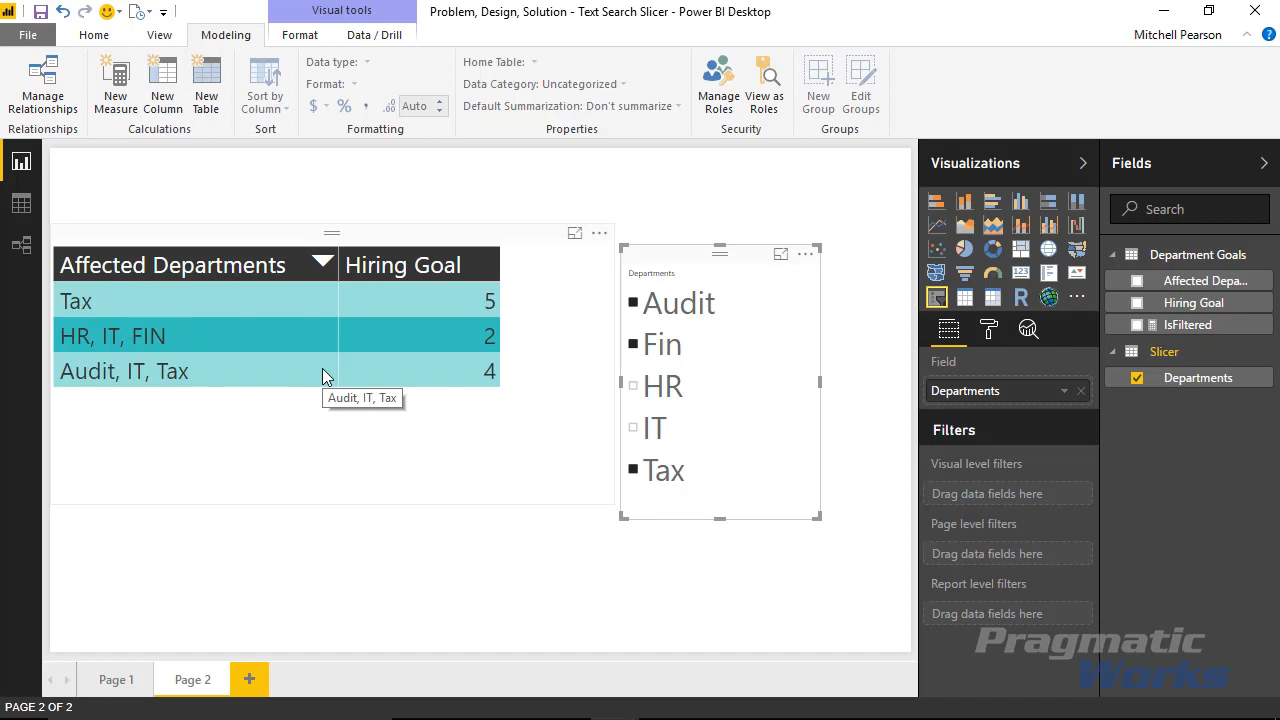 Visual tools
Problem, Design, Solution - Text Search Slicer - Power BI Desktop
File
Home
View
Modeling
Format
Data / Drill
Mitchell Pearson
?
Manage
Relationships
New
Measure
New
Column
New
Table
Sort by
Column
Data type:
Format:
$ % , .00 Auto
Home Table:
Data Category: Uncategorized
Default Summarization: Don't summarize
Manage
Roles
View as
Roles
New
Group
Edit
Groups
Relationships
Calculations
Sort
Formatting
Properties
Security
Groups
Affected Departments Hiring Goal
Tax 5
HR, IT, FIN 2
Audit, IT, Tax 4
Audit, IT, Tax
Departments
Audit
Fin
HR
IT
Tax
Visualizations
123
R
Field
Departments
Filters
Visual level filters
Drag data fields here
Page level filters
Drag data fields here
Report level filters
Drag data fields here
Fields
Search
Department Goals
Affected Depa...
Hiring Goal
IsFiltered
Slicer
Departments
Pragmatic
Works
Page 1
Page 2
PAGE 2 OF 2